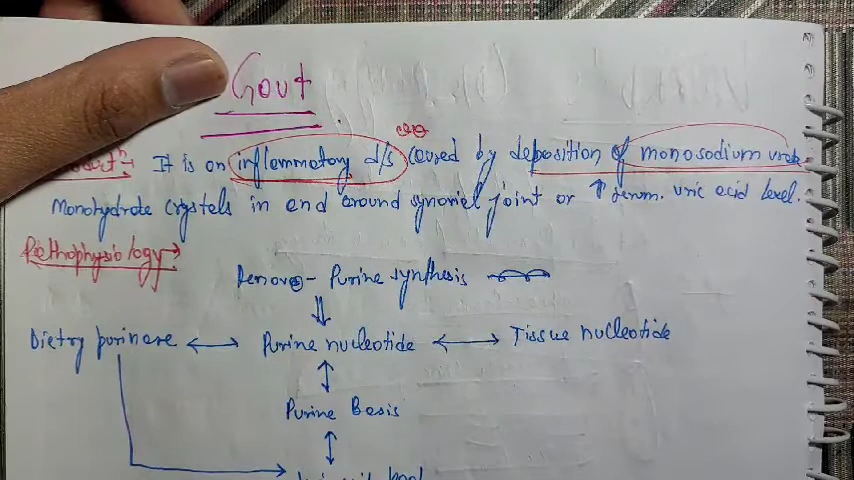 Gout
It is an inflammatory d/s caused by deposition of monosodium urate
Monohydrate crystals in and around synovial joint or ↑ serum. uric acid level.
Pathophysiology →
Denovo - Purine synthesis
⇓
Dietry purinere ↔ Purine nucleotide ↔ Tissue nucleotide
↕
Purine Basis
↕